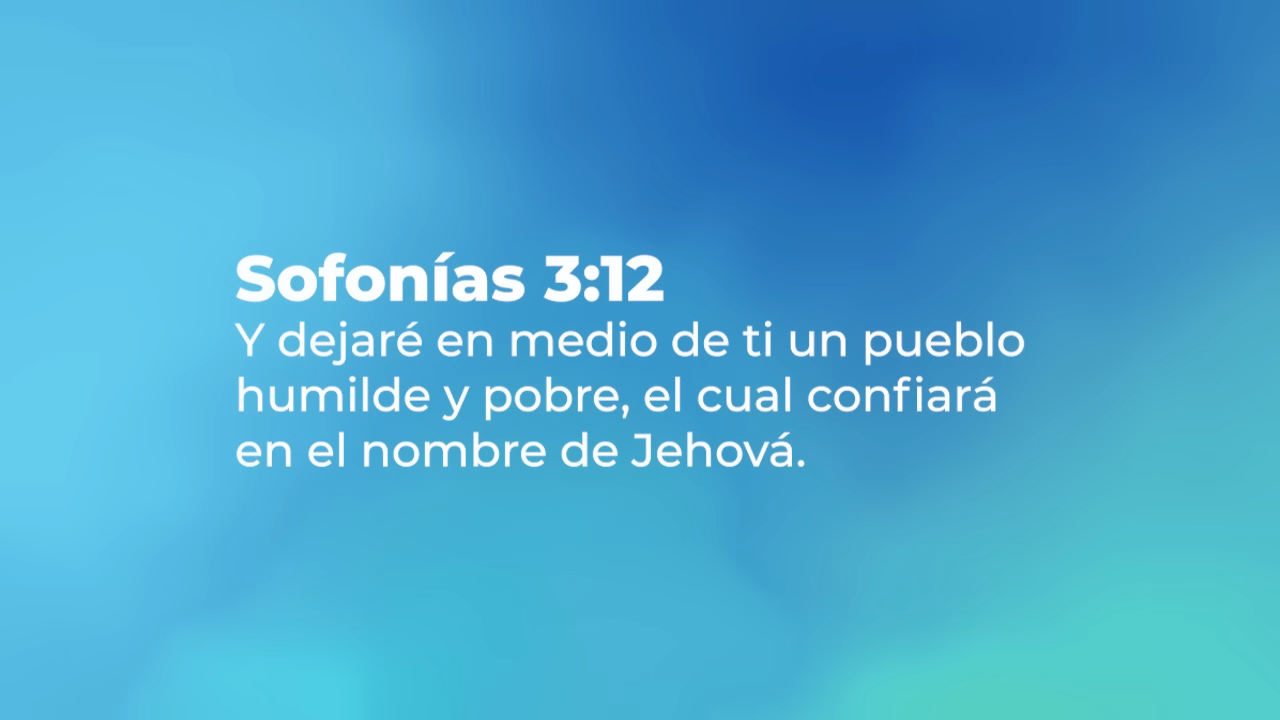 Sofonías 3:12
Y dejaré en medio de ti un pueblo
humilde y pobre, el cual confiará
en el nombre de Jehová.